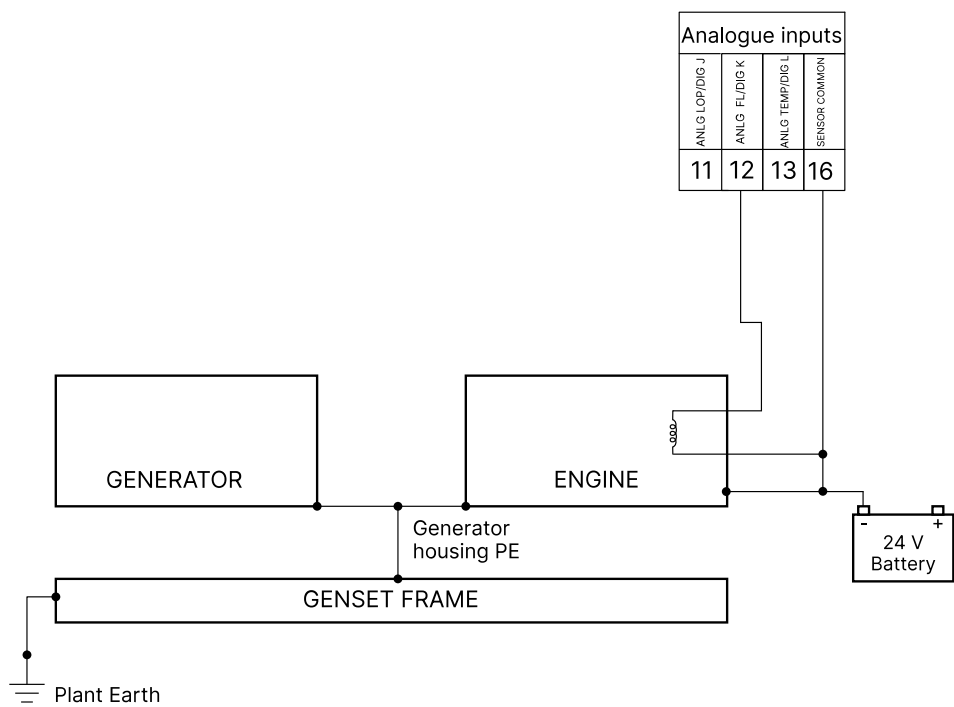 Analogue inputs
ANLG LOP/DIG J
ANLG FL/DIG K
ANLG TEMP/DIG L
SENSOR COMMON
11
12
13
16
GENERATOR
ENGINE
Generator
housing PE
- +
24 V
Battery
GENSET FRAME
Plant Earth